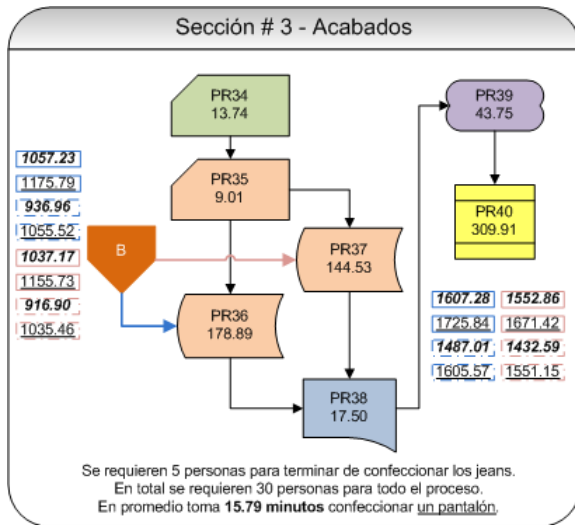 Sección # 3 - Acabados
PR34
13.74
PR39
43.75
1057.23
1175.79
936.96
1055.52
1037.17
1155.73
916.90
1035.46
PR35
9.01
B
PR37
144.53
PR40
309.91
PR36
178.89
1607.28 1552.86
1725.84 1671.42
1487.01 1432.59
1605.57 1551.15
PR38
17.50
Se requieren 5 personas para terminar de confeccionar los jeans.
En total se requieren 30 personas para todo el proceso.
En promedio toma 15.79 minutos confeccionar un pantalón.